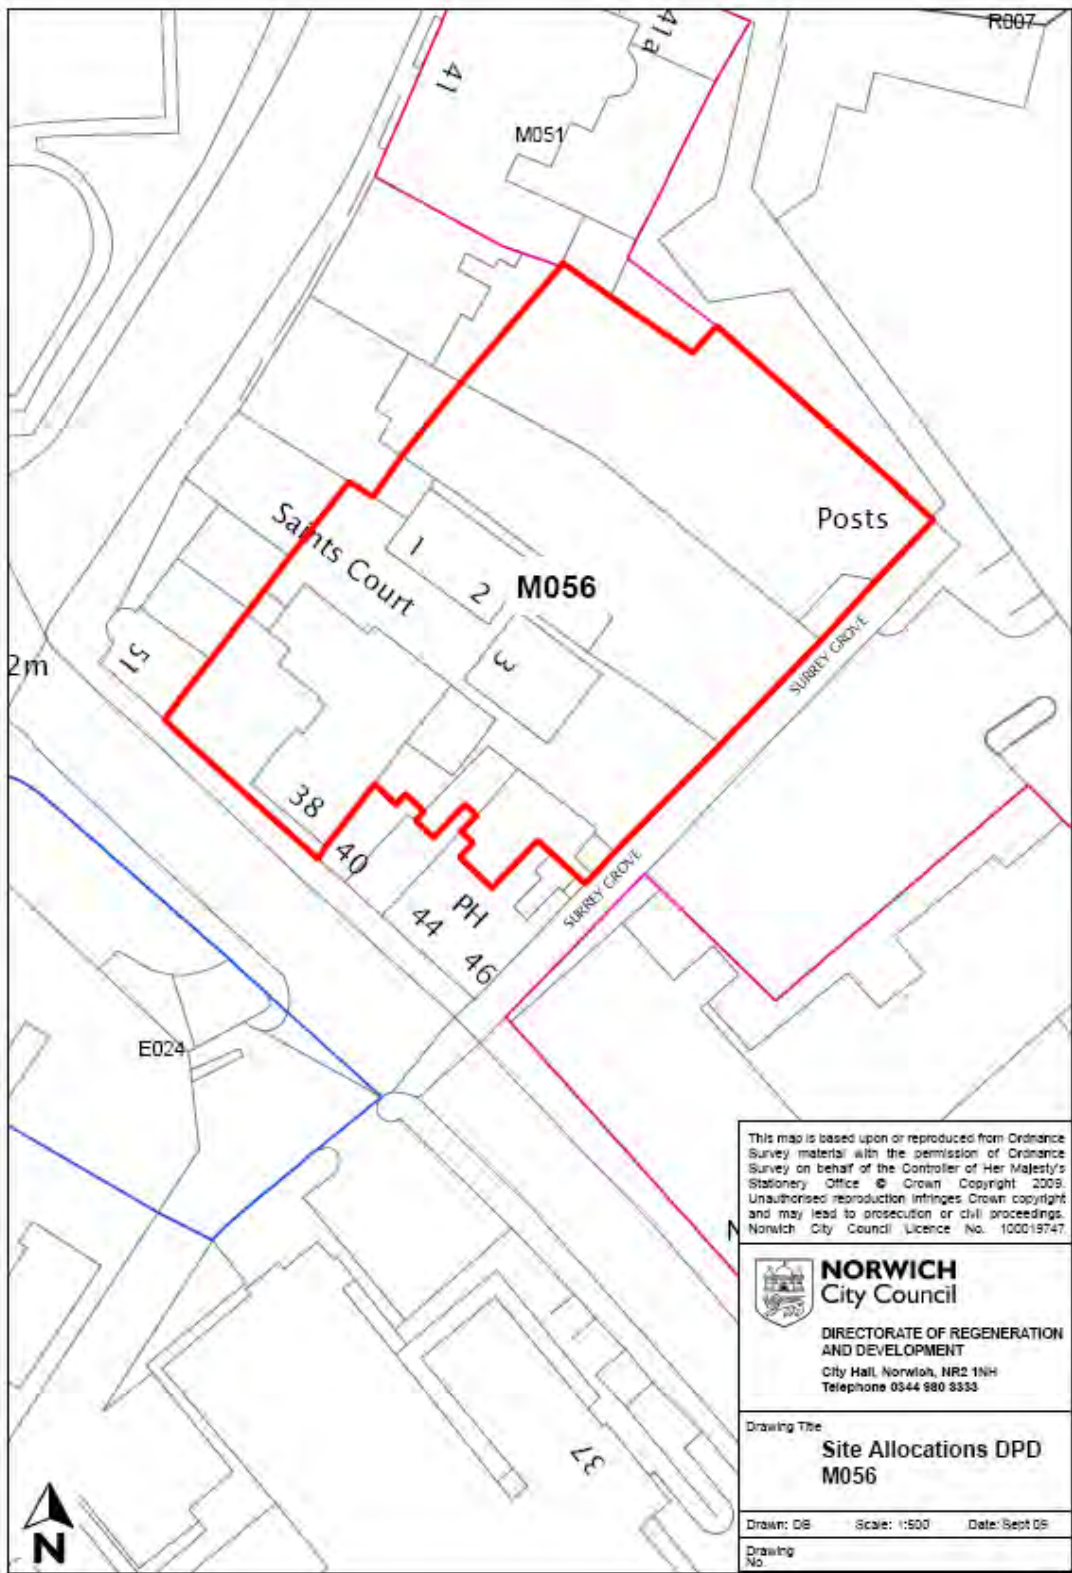 R007
41a
41
M051
Posts
Saints Court
1
2
M056
3
SURREY GROVE
51
2m
38
40
SURREY GROVE
PH
44
46
E024
37
N
This map is based upon or reproduced from Ordnance
Survey material with the permission of Ordnance
Survey on behalf of the Controller of Her Majesty's
Stationery Office © Crown Copyright 2009.
Unauthorised reproduction infringes Crown copyright
and may lead to prosecution or civil proceedings.
Norwich City Council Licence No. 100019747
NORWICH
City Council
DIRECTORATE OF REGENERATION
AND DEVELOPMENT
City Hall, Norwich, NR2 1NH
Telephone 0344 980 3333
Drawing Title
Site Allocations DPD
M056
Drawn: DB Scale: 1:500 Date: Sept 09
Drawing
No.
N